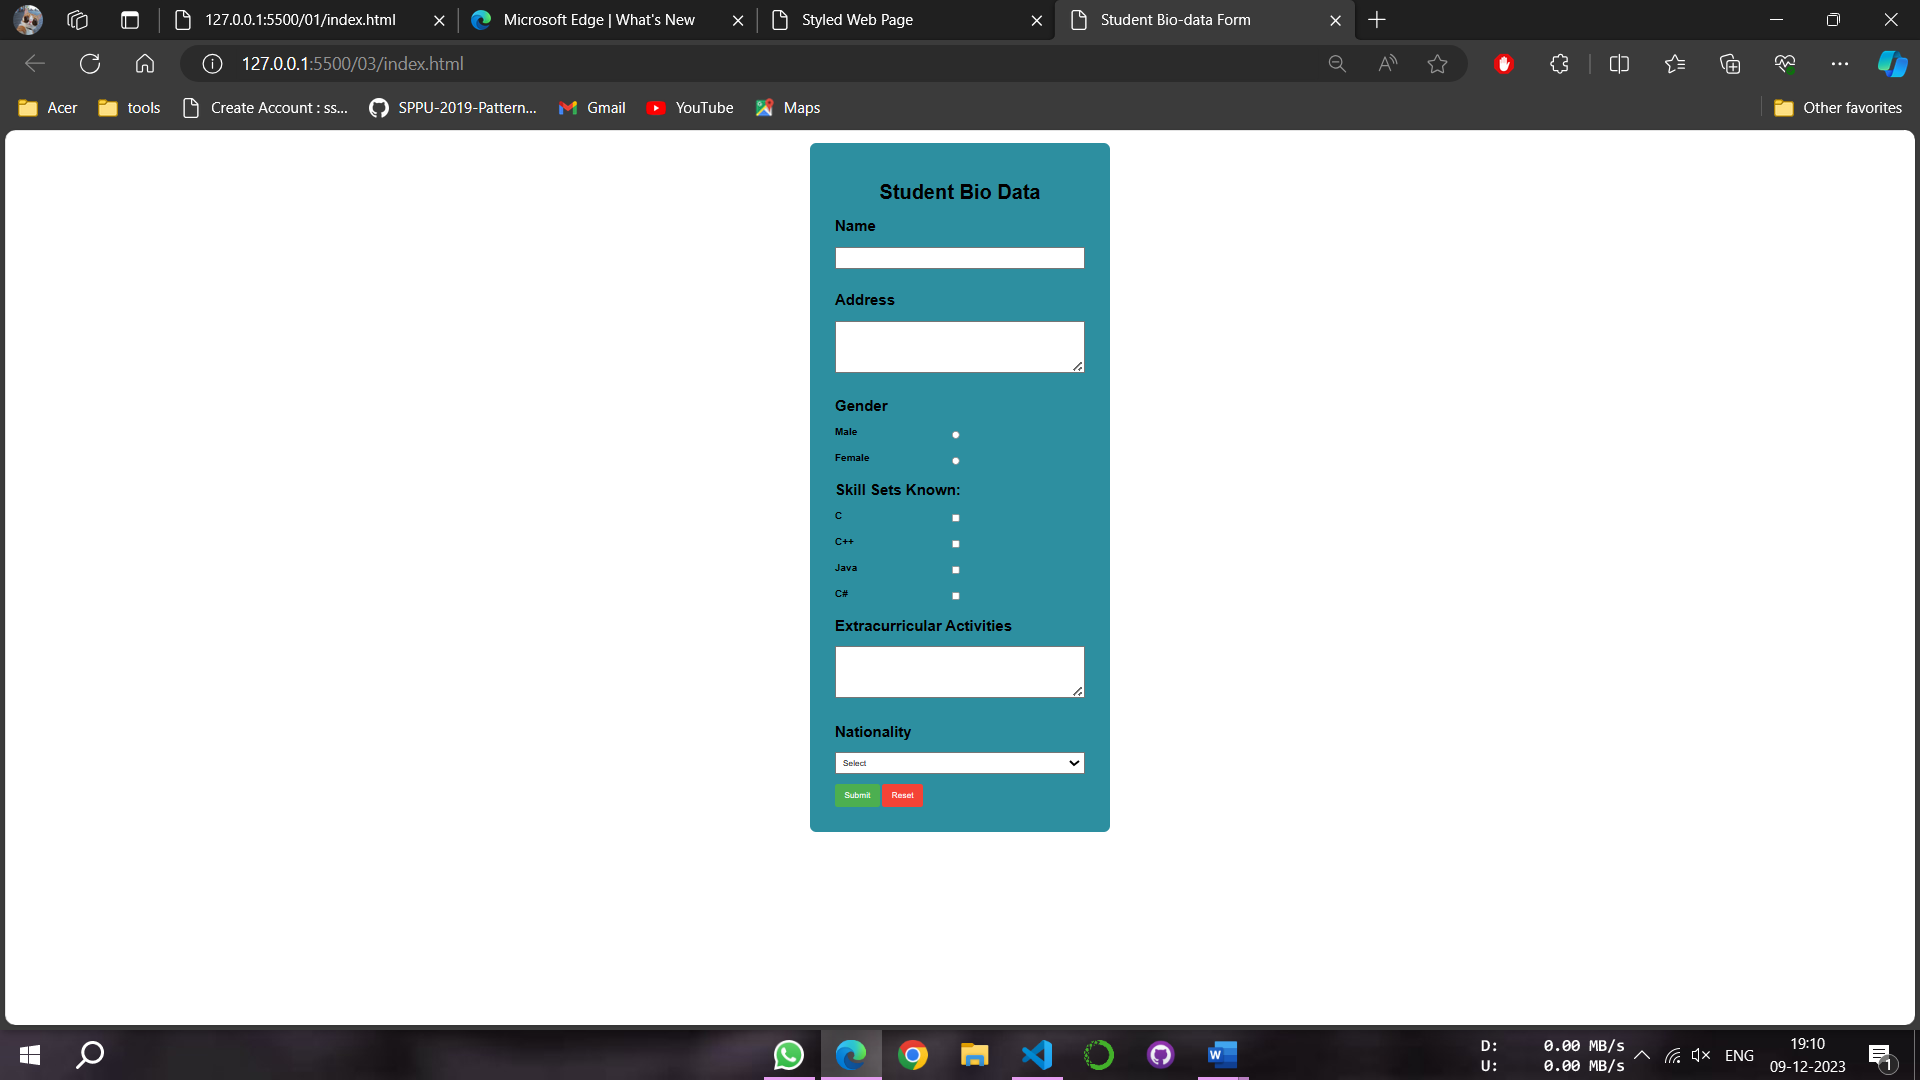 127.0.0.1:5500/01/index.html
Microsoft Edge | What's New
Styled Web Page
Student Bio-data Form
127.0.0.1:5500/03/index.html
Acer
tools
Create Account : ss...
SPPU-2019-Pattern...
Gmail
YouTube
Maps
Other favorites
Student Bio Data
Name
Address
Gender
Male
Female
Skill Sets Known:
C
C++
Java
C#
Extracurricular Activities
Nationality
Select
Submit Reset
D: 0.00 MB/s
U: 0.00 MB/s
ENG
19:10
09-12-2023
1